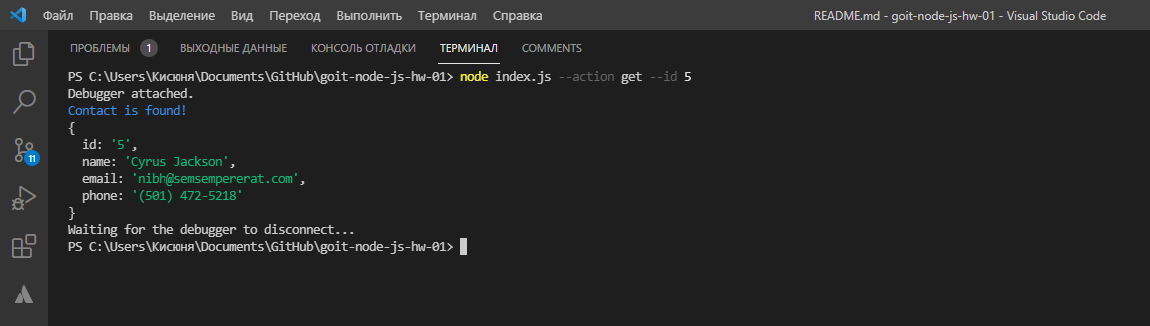 Файл Правка Выделение Вид Переход Выполнить Терминал Справка README.md - goit-node-js-hw-01 - Visual Studio Code
ПРОБЛЕМЫ 1 ВЫХОДНЫЕ ДАННЫЕ КОНСОЛЬ ОТЛАДКИ ТЕРМИНАЛ COMMENTS
PS C:\Users\Кисюня\Documents\GitHub\goit-node-js-hw-01> node index.js --action get --id 5
Debugger attached.
Contact is found!
{
  id: '5',
  name: 'Cyrus Jackson',
  email: 'nibh@semsempererat.com',
  phone: '(501) 472-5218'
}
Waiting for the debugger to disconnect...
PS C:\Users\Кисюня\Documents\GitHub\goit-node-js-hw-01>
11